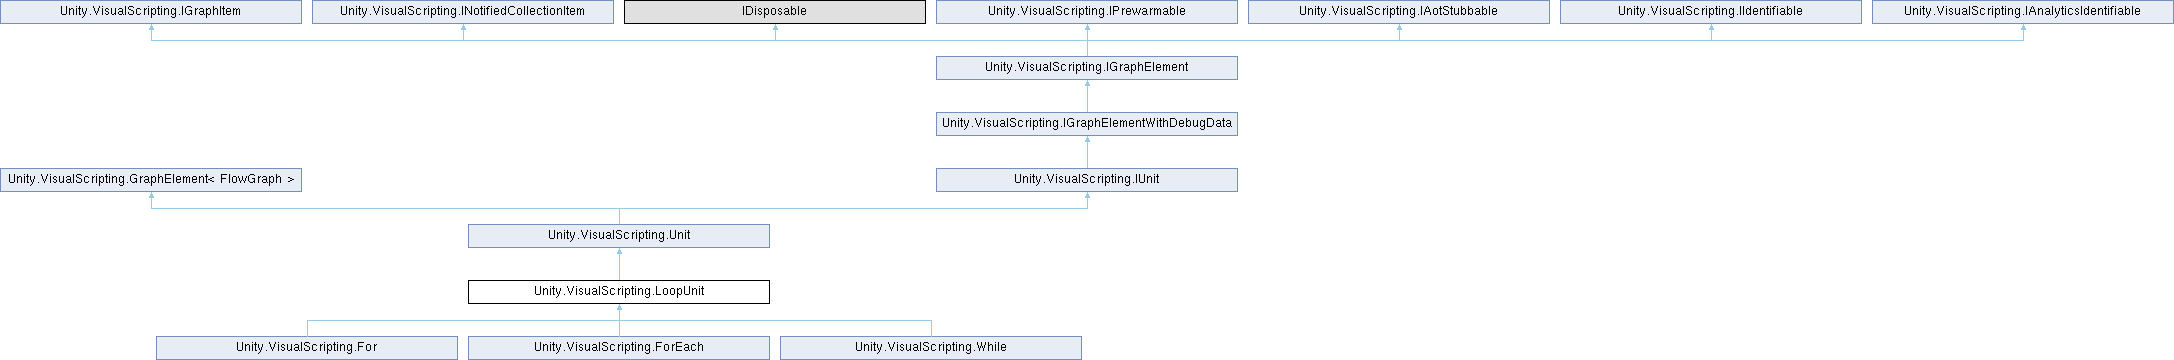 Unity.VisualScripting.IGraphItem
Unity.VisualScripting.INotifiedCollectionItem
IDisposable
Unity.VisualScripting.IPrewarmable
Unity.VisualScripting.IAotStubbable
Unity.VisualScripting.IIdentifiable
Unity.VisualScripting.IAnalyticsIdentifiable
Unity.VisualScripting.IGraphElement
Unity.VisualScripting.IGraphElementWithDebugData
Unity.VisualScripting.GraphElement< FlowGraph >
Unity.VisualScripting.IUnit
Unity.VisualScripting.Unit
Unity.VisualScripting.LoopUnit
Unity.VisualScripting.For
Unity.VisualScripting.ForEach
Unity.VisualScripting.While